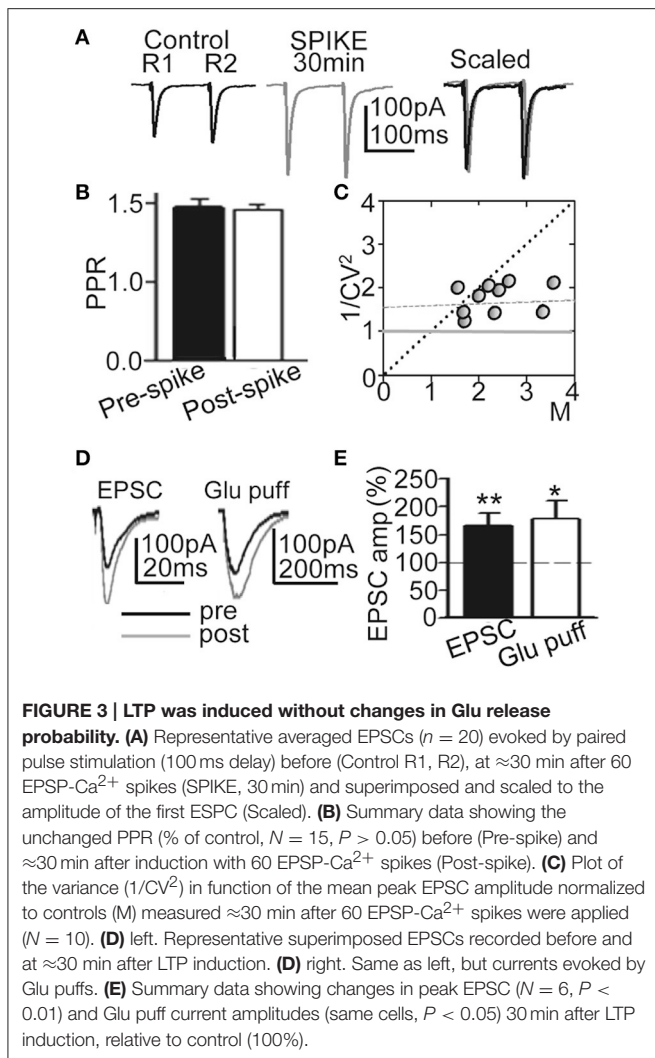 A
Control
R1 R2
SPIKE
30min
Scaled
100pA
100ms
B
PPR
1.5
1.0
0.0
Pre-spike
Post-spike
C
1/CV²
4
3
2
1
0
0 1 2 3 4
M
D
EPSC
Glu puff
100pA
20ms
100pA
200ms
pre
post
E
EPSC amp (%)
250
200
150
100
50
0
**
*
EPSC
Glu puff
FIGURE 3 | LTP was induced without changes in Glu release
probability. (A) Representative averaged EPSCs (n = 20) evoked by paired
pulse stimulation (100 ms delay) before (Control R1, R2), at ≈30 min after 60
EPSP-Ca²⁺ spikes (SPIKE, 30 min) and superimposed and scaled to the
amplitude of the first ESPC (Scaled). (B) Summary data showing the
unchanged PPR (% of control, N = 15, P > 0.05) before (Pre-spike) and
≈30 min after induction with 60 EPSP-Ca²⁺ spikes (Post-spike). (C) Plot of
the variance (1/CV²) in function of the mean peak EPSC amplitude normalized
to controls (M) measured ≈30 min after 60 EPSP-Ca²⁺ spikes were applied
(N = 10). (D) left. Representative superimposed EPSCs recorded before and
at ≈30 min after LTP induction. (D) right. Same as left, but currents evoked by
Glu puffs. (E) Summary data showing changes in peak EPSC (N = 6, P <
0.01) and Glu puff current amplitudes (same cells, P < 0.05) 30 min after LTP
induction, relative to control (100%).